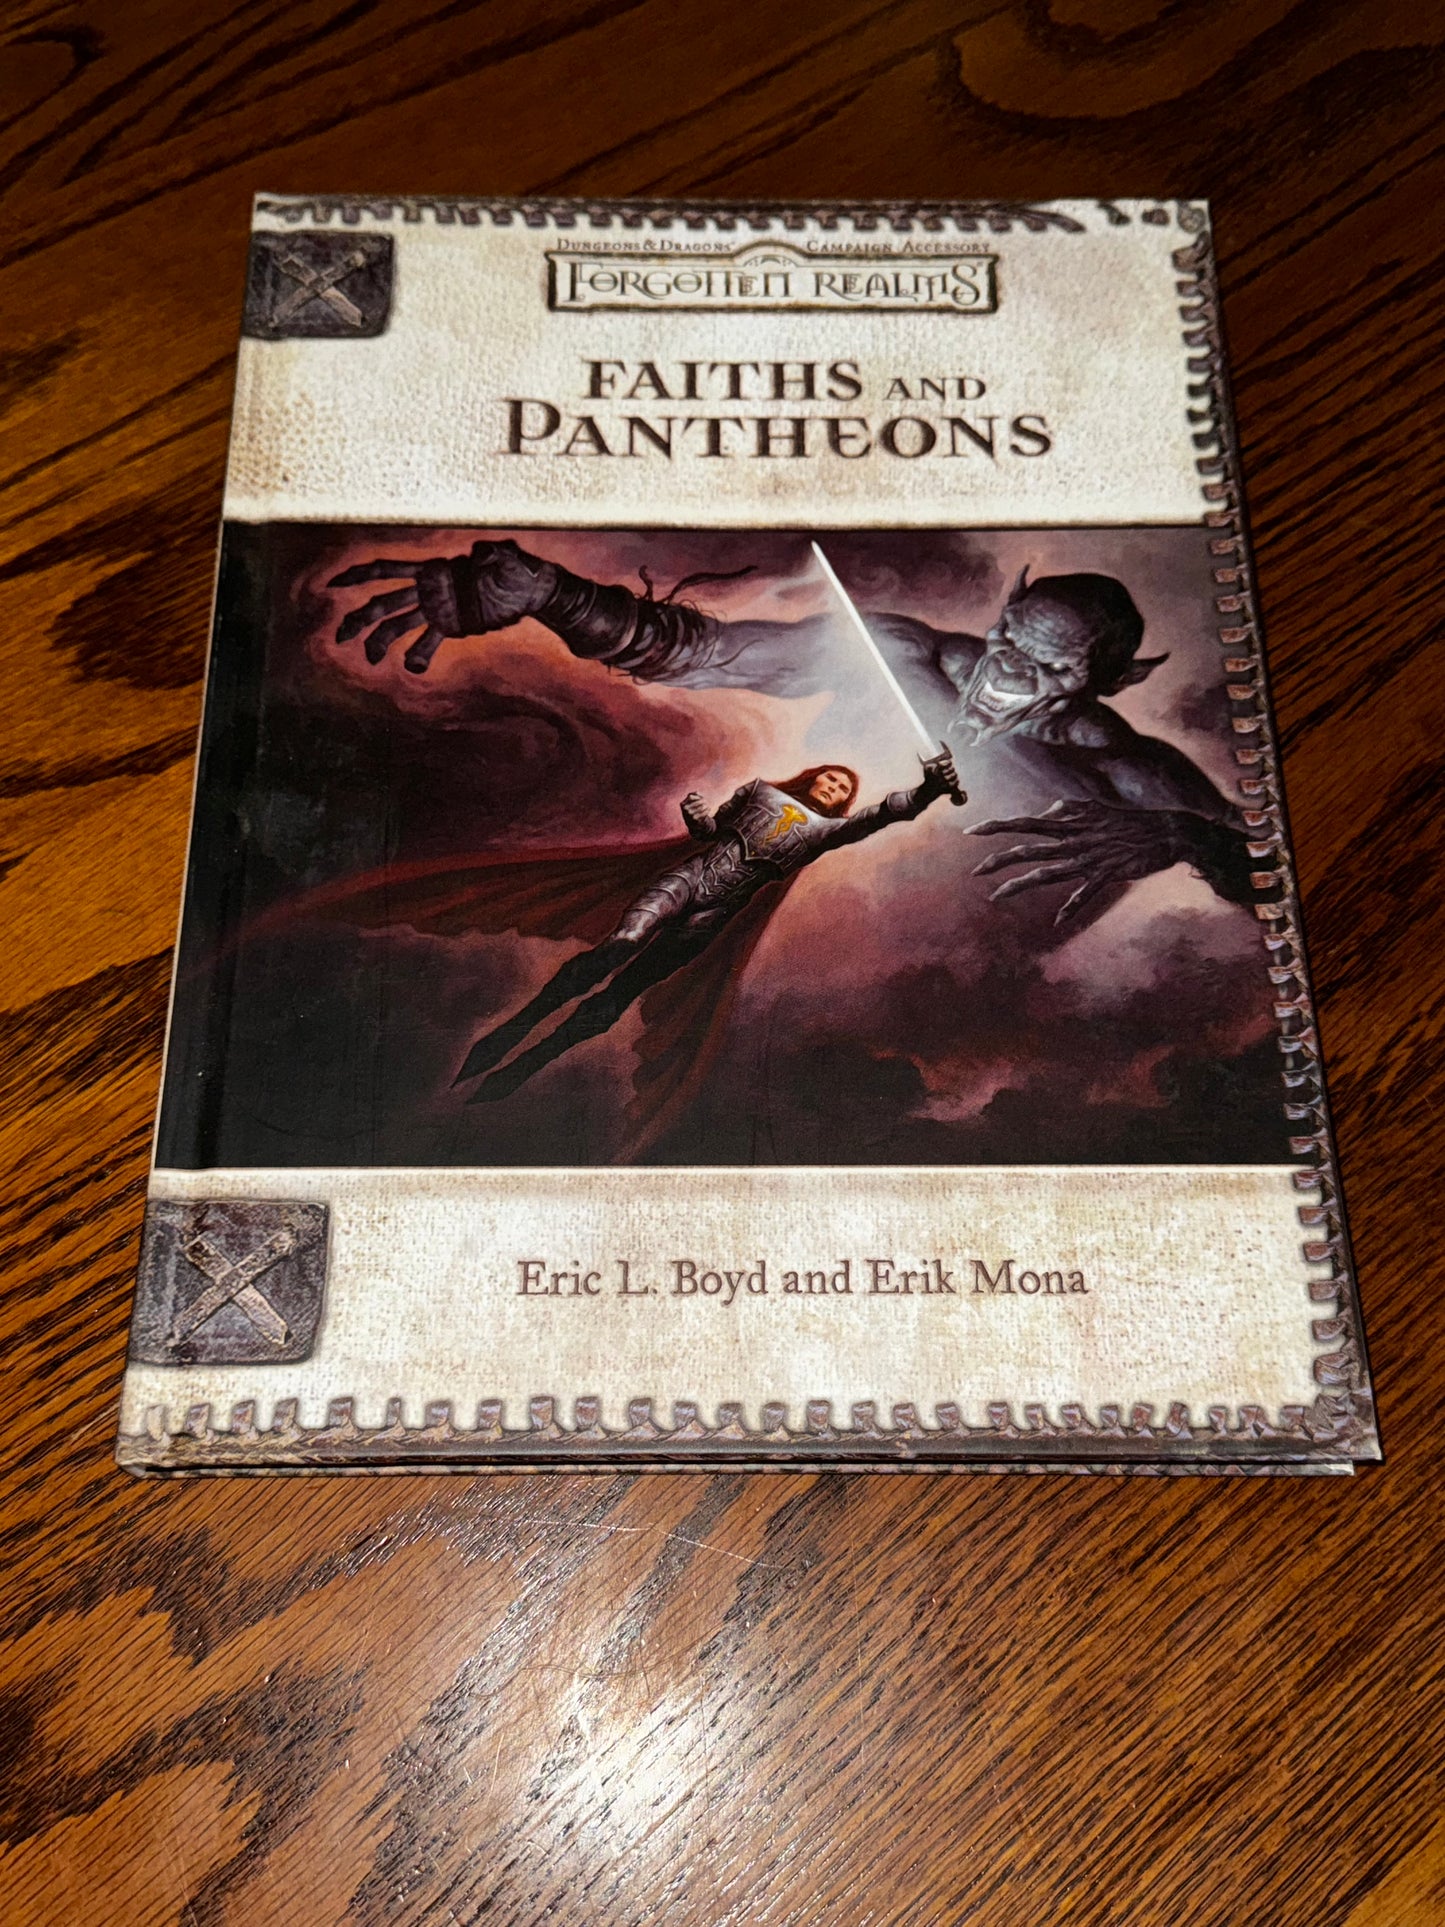 Dungeons & Dragons® Campaign Accessory
Forgotten Realms
Faiths and
Pantheons
Eric L. Boyd and Erik Mona